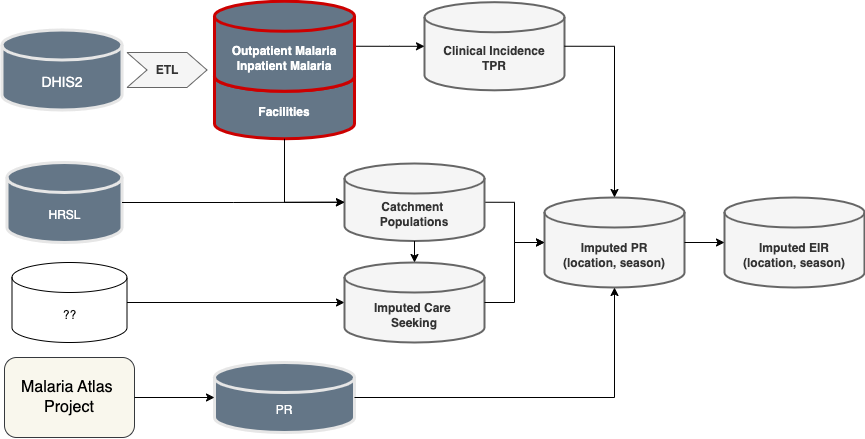 DHIS2
ETL
Outpatient Malaria
Inpatient Malaria
Facilities
Clinical Incidence
TPR
HRSL
Catchment
Populations
Imputed PR
(location, season)
Imputed EIR
(location, season)
??
Imputed Care
Seeking
Malaria Atlas
Project
PR